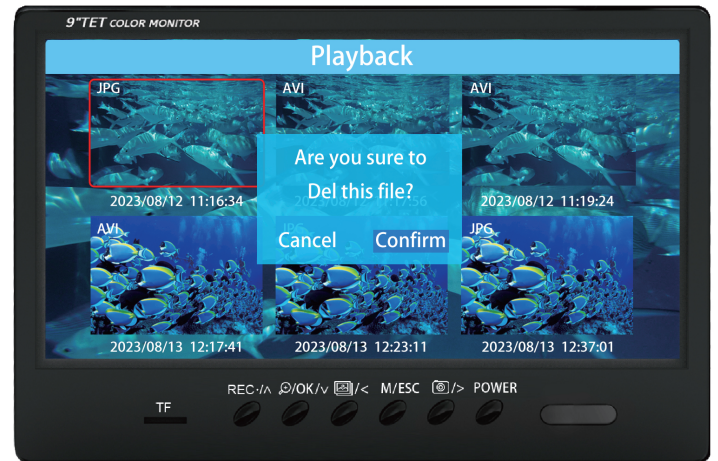 9"TET COLOR MONITOR
Playback
JPG AVI AVI
Are you sure to
Del this file?
2023/08/12 11:16:34 2023/08/12 11:19:24
AVI JPG
Cancel Confirm
2023/08/13 12:17:41 2023/08/13 12:23:11 2023/08/13 12:37:01
REC·/∧ /OK/∨ /< M/ESC /> POWER
TF